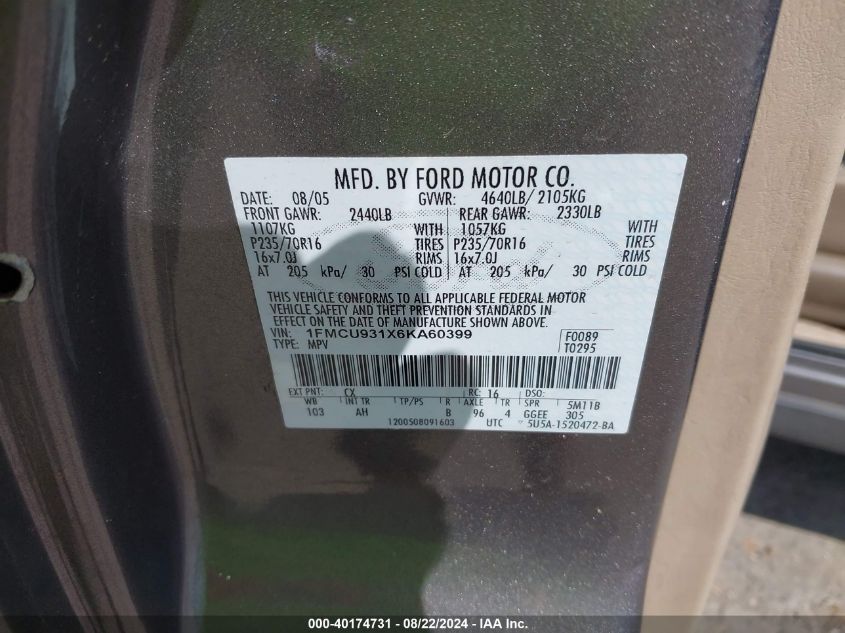 MFD. BY FORD MOTOR CO.
DATE: 08/05 GVWR: 4640LB/ 2105KG
FRONT GAWR: 2440LB REAR GAWR: 2330LB
1107KG WITH 1057KG WITH
P235/70R16 TIRES P235/70R16 TIRES
16x7.0J RIMS 16x7.0J RIMS
AT 205 kPa/ 30 PSI COLD AT 205 kPa/ 30 PSI COLD
THIS VEHICLE CONFORMS TO ALL APPLICABLE FEDERAL MOTOR
VEHICLE SAFETY AND THEFT PREVENTION STANDARDS IN
EFFECT ON THE DATE OF MANUFACTURE SHOWN ABOVE.
VIN: 1FMCU931X6KA60399 F0089
TYPE: MPV T0295
EXT PNT: CX RC: 16 DSO:
WB INT TR TP/PS R AXLE TR SPR 5M11B
103 AH B 96 4 GGEE 305
1200508091603 UTC 5U5A-1520472-BA
000-40174731 - 08/22/2024 - IAA Inc.